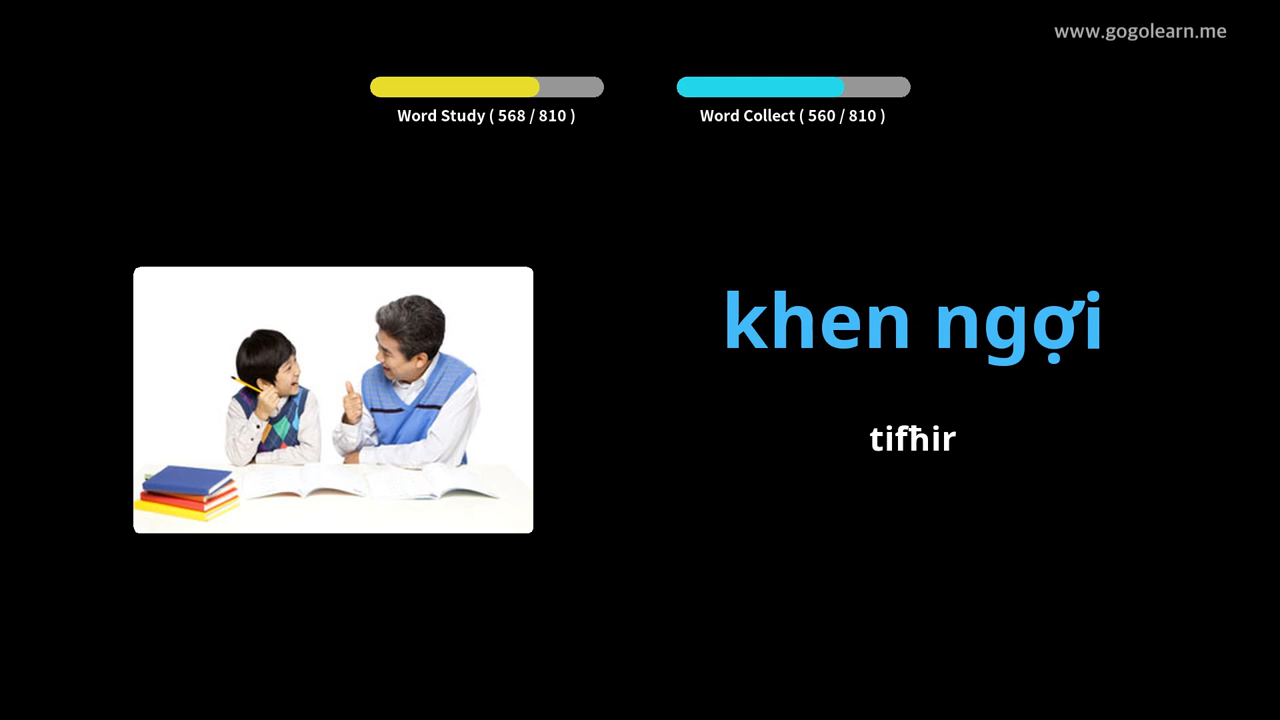 www.gogolearn.me
Word Study ( 568 / 810 )
Word Collect ( 560 / 810 )
khen ngợi
tifħir